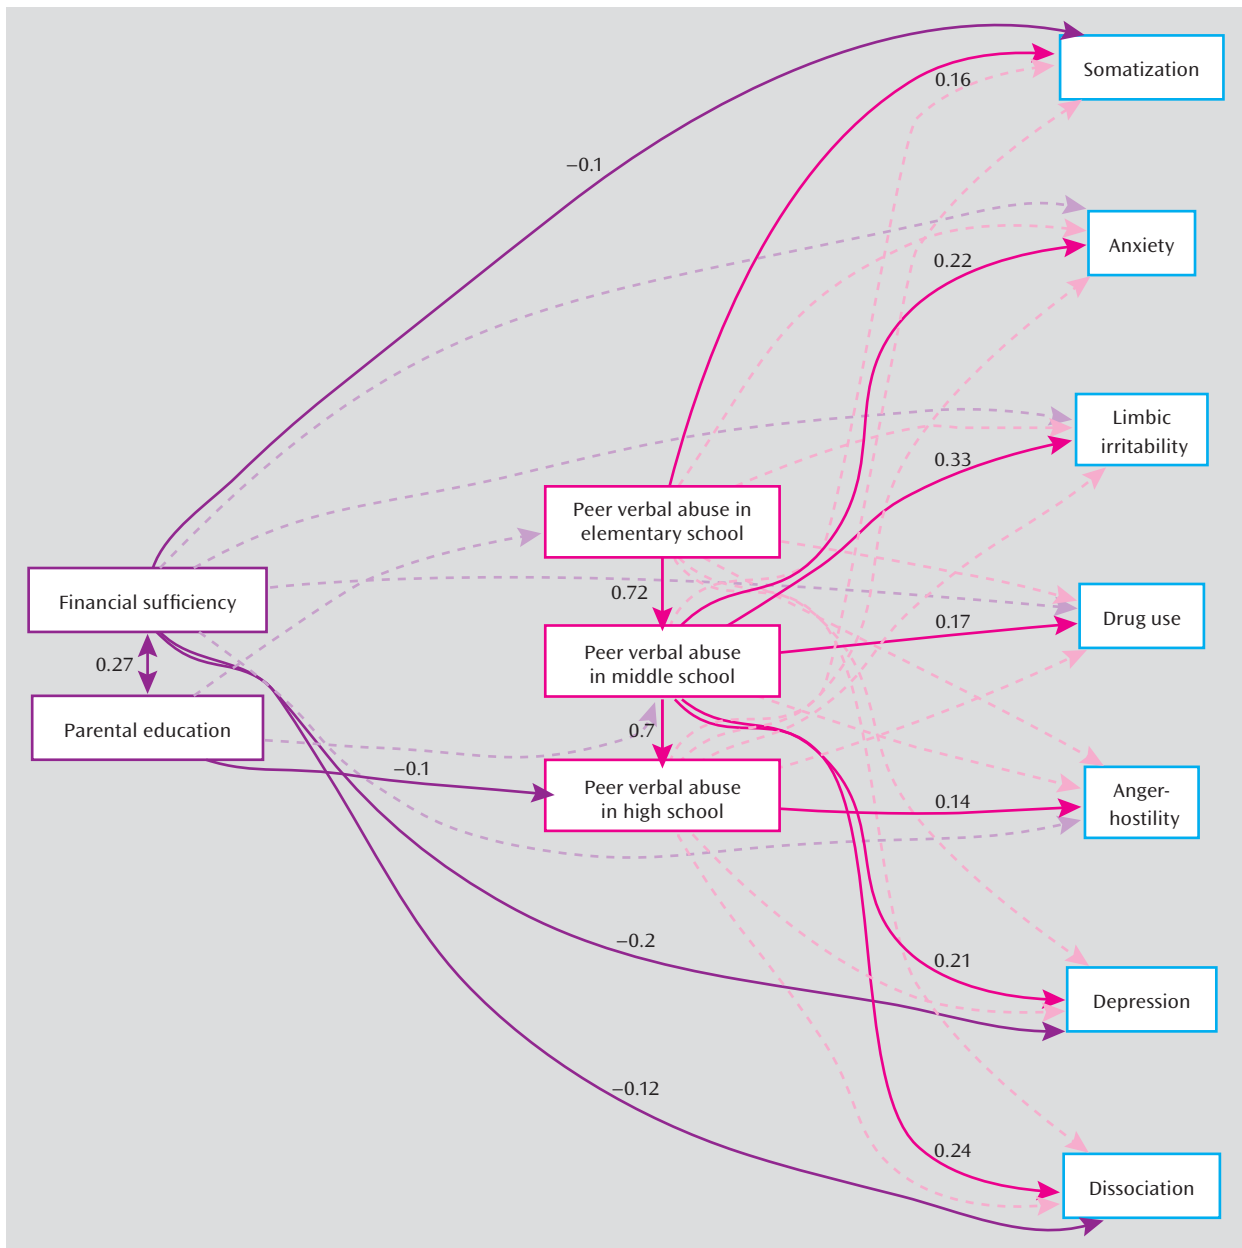 Somatization
0.16
−0.1
Anxiety
0.22
Limbic
irritability
0.33
Peer verbal abuse in
elementary school
0.72
Financial sufficiency
Drug use
0.17
0.27
Peer verbal abuse
in middle school
Parental education
0.7
−0.1
Peer verbal abuse
in high school
Anger-
hostility
0.14
−0.2
0.21
Depression
−0.12
0.24
Dissociation